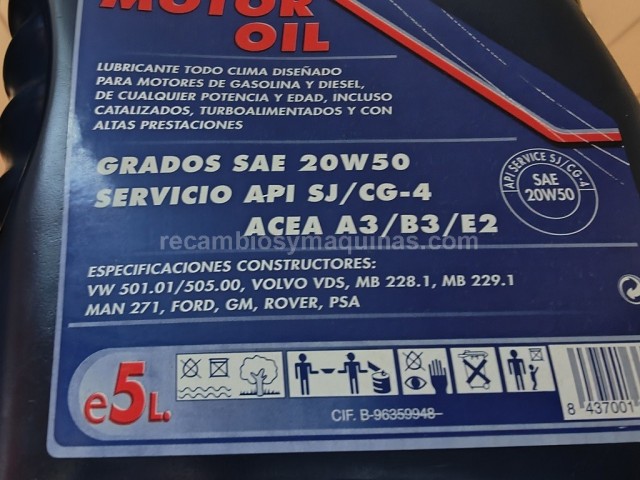 MOTOR
OIL
LUBRICANTE TODO CLIMA DISEÑADO
PARA MOTORES DE GASOLINA Y DIESEL,
DE CUALQUIER POTENCIA Y EDAD, INCLUSO
CATALIZADOS, TURBOALIMENTADOS Y CON
ALTAS PRESTACIONES
GRADOS SAE 20W50
SERVICIO API SJ/CG-4
ACEA A3/B3/E2
API SERVICE SJ/CG-4
SAE
20W50
recambiosymaquinas.com
ESPECIFICACIONES CONSTRUCTORES:
VW 501.01/505.00, VOLVO VDS, MB 228.1, MB 229.1
MAN 271, FORD, GM, ROVER, PSA
e5L.
CIF. B-96359948
8 437001